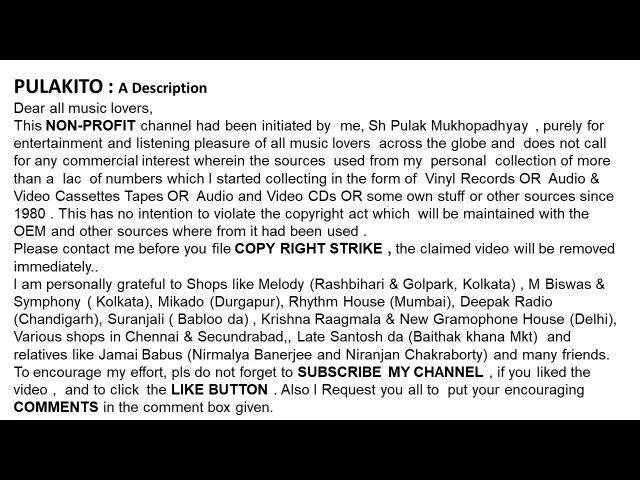 PULAKITO : A Description
Dear all music lovers,
This NON-PROFIT channel had been initiated by me, Sh Pulak Mukhopadhyay , purely for
entertainment and listening pleasure of all music lovers across the globe and does not call
for any commercial interest wherein the sources used from my personal collection of more
than a lac of numbers which I started collecting in the form of Vinyl Records OR Audio &
Video Cassettes Tapes OR Audio and Video CDs OR some own stuff or other sources since
1980 . This has no intention to violate the copyright act which will be maintained with the
OEM and other sources where from it had been used .
Please contact me before you file COPY RIGHT STRIKE , the claimed video will be removed
immediately..
I am personally grateful to Shops like Melody (Rashbihari & Golpark, Kolkata) , M Biswas &
Symphony ( Kolkata), Mikado (Durgapur), Rhythm House (Mumbai), Deepak Radio
(Chandigarh), Suranjali ( Babloo da) , Krishna Raagmala & New Gramophone House (Delhi),
Various shops in Chennai & Secundrabad,, Late Santosh da (Baithak khana Mkt) and
relatives like Jamai Babus (Nirmalya Banerjee and Niranjan Chakraborty) and many friends.
To encourage my effort, pls do not forget to SUBSCRIBE MY CHANNEL , if you liked the
video , and to click the LIKE BUTTON . Also I Request you all to put your encouraging
COMMENTS in the comment box given.